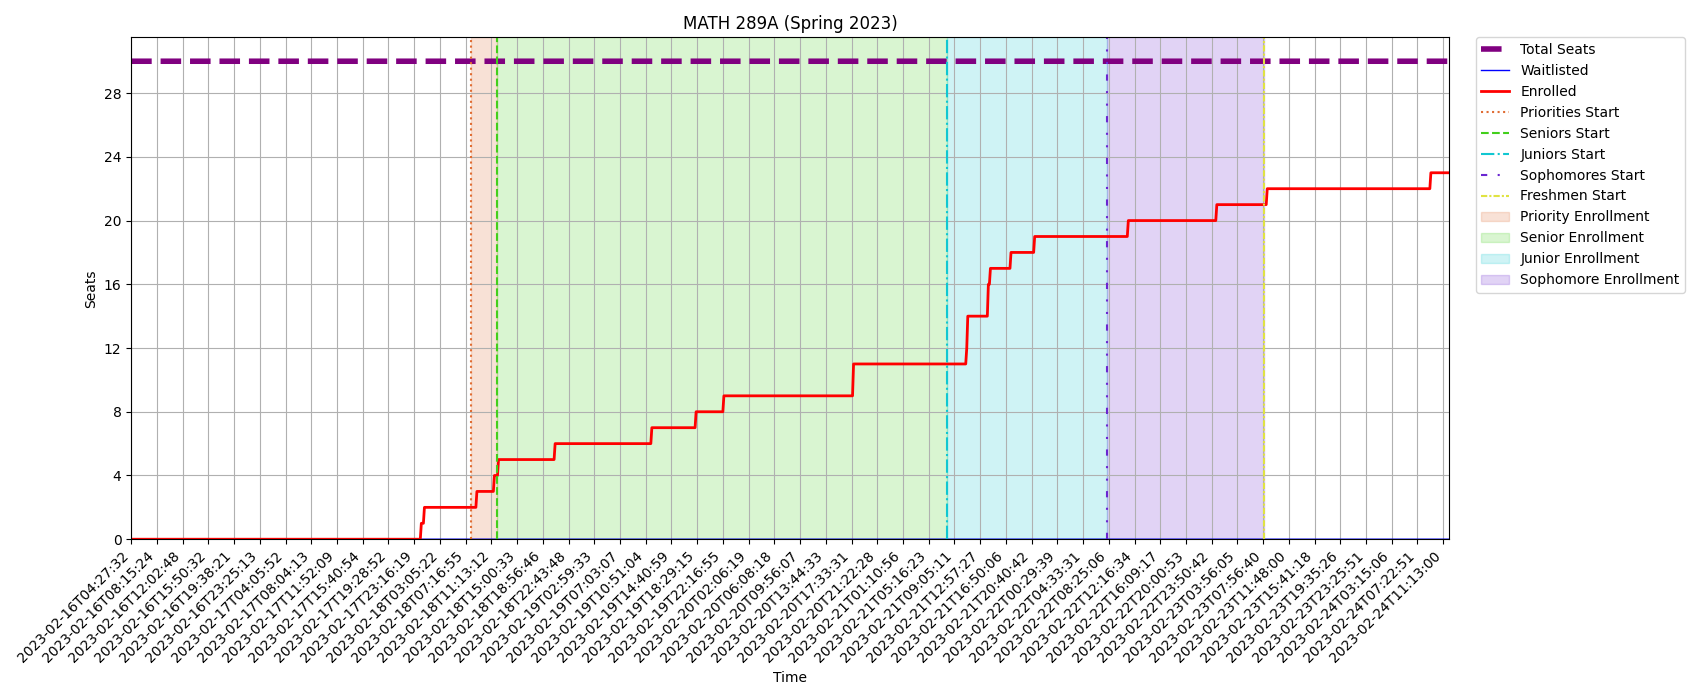 MATH 289A (Spring 2023)
Seats
28
24
20
16
12
8
4
0
2023-02-16T04:27:32
2023-02-16T08:15:24
2023-02-16T12:02:48
2023-02-16T15:50:32
2023-02-16T19:38:21
2023-02-16T23:25:13
2023-02-17T04:05:52
2023-02-17T08:04:13
2023-02-17T11:52:09
2023-02-17T15:40:54
2023-02-17T19:28:52
2023-02-17T23:16:19
2023-02-18T03:05:22
2023-02-18T07:16:55
2023-02-18T11:13:12
2023-02-18T15:00:33
2023-02-18T18:56:46
2023-02-18T22:43:48
2023-02-19T02:59:33
2023-02-19T07:03:07
2023-02-19T10:51:04
2023-02-19T14:40:59
2023-02-19T18:29:15
2023-02-19T22:16:55
2023-02-20T02:06:19
2023-02-20T06:08:18
2023-02-20T09:56:07
2023-02-20T13:44:33
2023-02-20T17:33:31
2023-02-20T21:22:28
2023-02-21T01:10:56
2023-02-21T05:16:23
2023-02-21T09:05:11
2023-02-21T12:57:27
2023-02-21T16:50:06
2023-02-21T20:40:42
2023-02-22T00:29:39
2023-02-22T04:33:31
2023-02-22T08:25:06
2023-02-22T12:16:34
2023-02-22T16:09:17
2023-02-22T20:00:53
2023-02-22T23:50:42
2023-02-23T03:56:05
2023-02-23T07:56:40
2023-02-23T11:48:00
2023-02-23T15:41:18
2023-02-23T19:35:26
2023-02-23T23:25:51
2023-02-24T03:15:06
2023-02-24T07:22:51
2023-02-24T11:13:00
Time
Total Seats
Waitlisted
Enrolled
Priorities Start
Seniors Start
Juniors Start
Sophomores Start
Freshmen Start
Priority Enrollment
Senior Enrollment
Junior Enrollment
Sophomore Enrollment